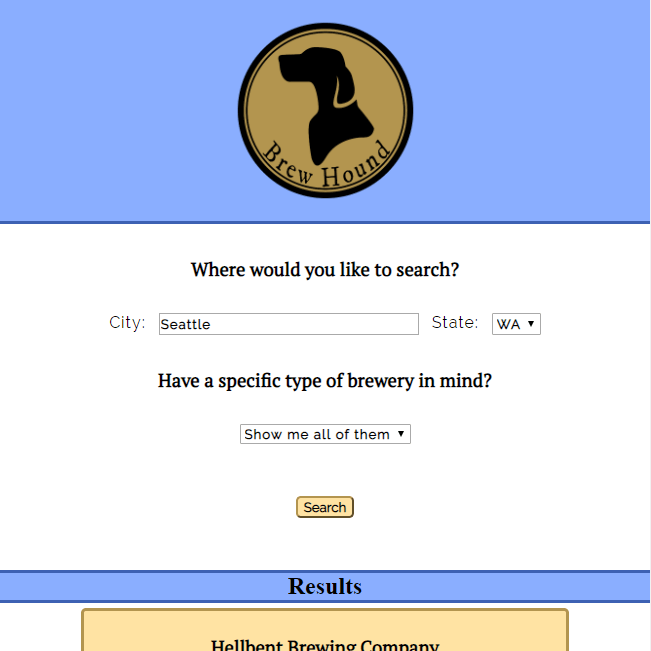 Brew Hound
Where would you like to search?
City: Seattle State: WA
Have a specific type of brewery in mind?
Show me all of them
Search
Results
Hellbent Brewing Company